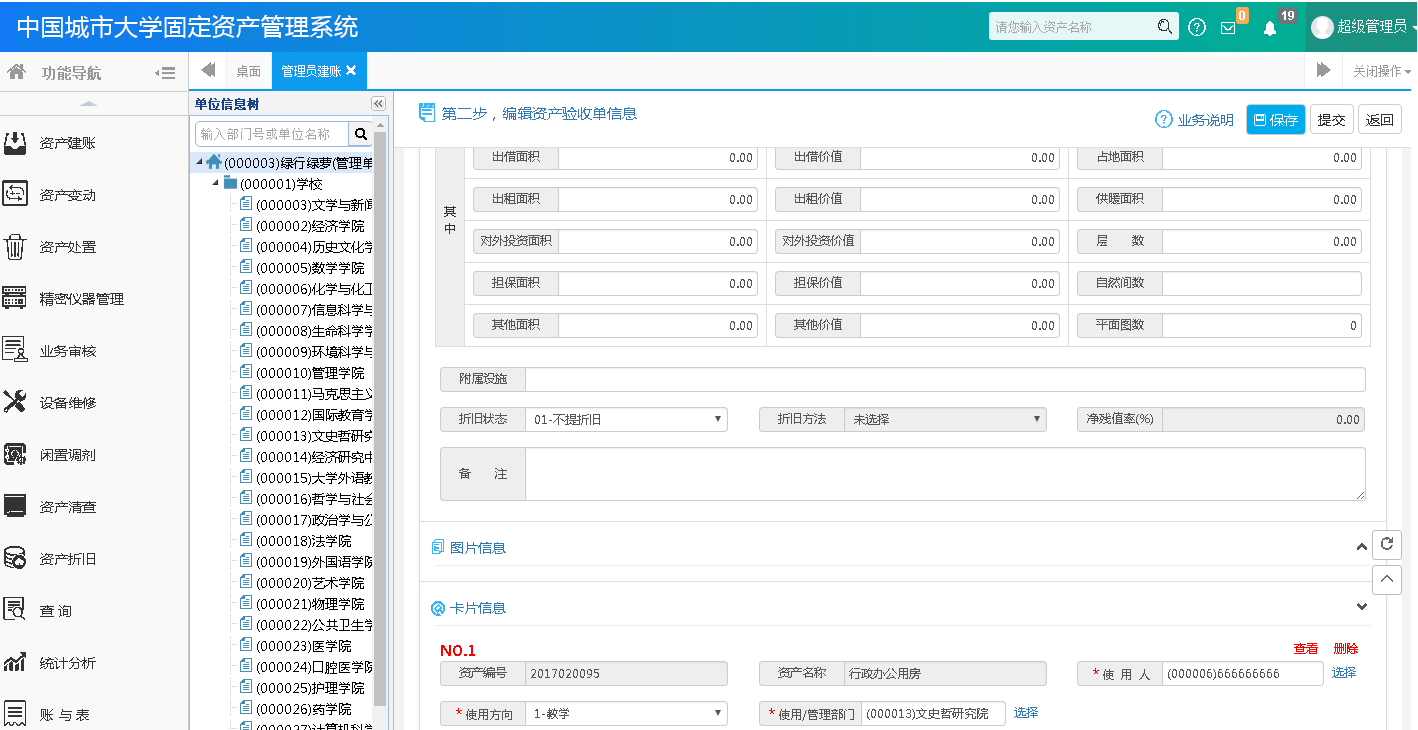 中国城市大学固定资产管理系统
请您输入资产名称
0
19
超级管理员
功能导航
桌面
管理员建账
关闭操作
资产建账
资产变动
资产处置
精密仪器管理
业务审核
设备维修
闲置调剂
资产清查
资产折旧
查 询
统计分析
账 与 表
单位信息树
输入部门号或单位名称
(000003)绿行绿萝(管理单
(000001)学校
(000003)文学与新闻
(000002)经济学院
(000004)历史文化学
(000005)数学学院
(000006)化学与化工
(000007)信息科学与
(000008)生命科学学
(000009)环境科学与
(000010)管理学院
(000011)马克思主义
(000012)国际教育学
(000013)文史哲研究
(000014)经济研究中
(000015)大学外语教
(000016)哲学与社会
(000017)政治学与公
(000018)法学院
(000019)外国语学院
(000020)艺术学院
(000021)物理学院
(000022)公共卫生学
(000023)医学院
(000024)口腔医学院
(000025)护理学院
(000026)药学院
(000027)计算机科学
第二步，编辑资产验收单信息
业务说明
保存
提交
返回
其中
出借面积 0.00 出借价值 0.00 占地面积 0.00
出租面积 0.00 出租价值 0.00 供暖面积 0.00
对外投资面积 0.00 对外投资价值 0.00 层 数 0.00
担保面积 0.00 担保价值 0.00 自然间数
其他面积 0.00 其他价值 0.00 平面图数 0
附属设施
折旧状态 01-不提折旧 折旧方法 未选择 净残值率(%) 0.00
备 注
图片信息
卡片信息
NO.1 查看 删除
资产编号 2017020095 资产名称 行政办公用房 *使 用 人 (000006)666666666 选择
*使用方向 1-教学 *使用/管理部门 (000013)文史哲研究院 选择